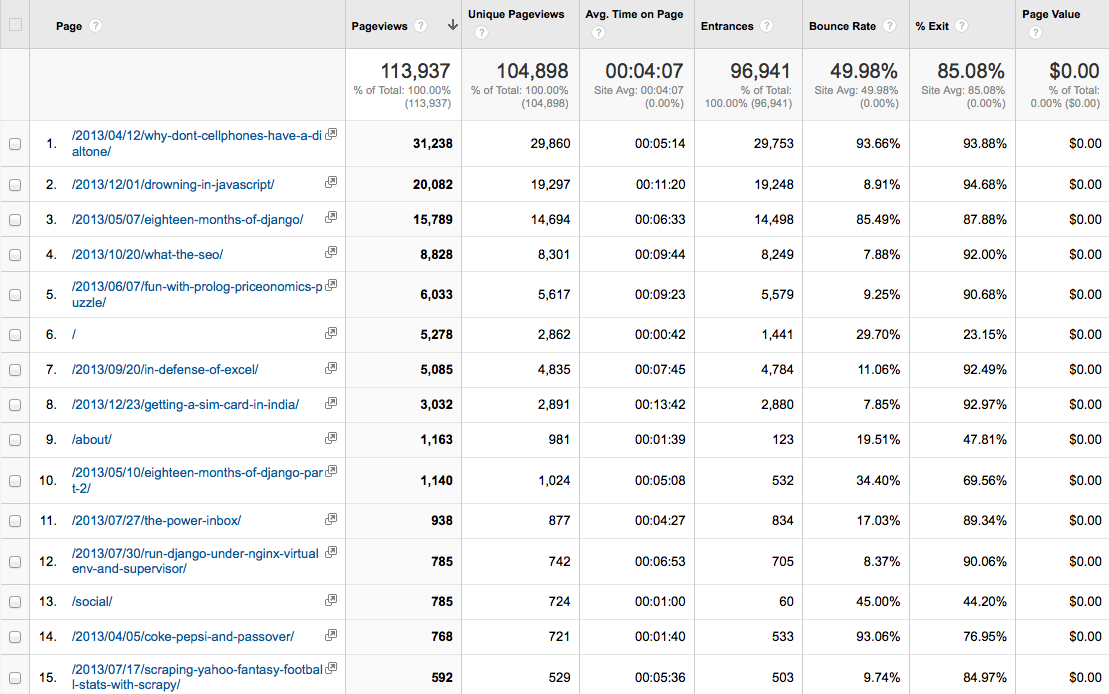 Page ? Pageviews ? Unique Pageviews ? Avg. Time on Page ? Entrances ? Bounce Rate ? % Exit ? Page Value ?
113,937 104,898 00:04:07 96,941 49.98% 85.08% $0.00
% of Total: 100.00% % of Total: 100.00% Site Avg: 00:04:07 % of Total: Site Avg: 49.98% Site Avg: 85.08% % of Total:
(113,937) (104,898) (0.00%) 100.00% (96,941) (0.00%) (0.00%) 0.00% ($0.00)
1. /2013/04/12/why-dont-cellphones-have-a-di
altone/ 31,238 29,860 00:05:14 29,753 93.66% 93.88% $0.00
2. /2013/12/01/drowning-in-javascript/ 20,082 19,297 00:11:20 19,248 8.91% 94.68% $0.00
3. /2013/05/07/eighteen-months-of-django/ 15,789 14,694 00:06:33 14,498 85.49% 87.88% $0.00
4. /2013/10/20/what-the-seo/ 8,828 8,301 00:09:44 8,249 7.88% 92.00% $0.00
5. /2013/06/07/fun-with-prolog-priceonomics-p
uzzle/ 6,033 5,617 00:09:23 5,579 9.25% 90.68% $0.00
6. / 5,278 2,862 00:00:42 1,441 29.70% 23.15% $0.00
7. /2013/09/20/in-defense-of-excel/ 5,085 4,835 00:07:45 4,784 11.06% 92.49% $0.00
8. /2013/12/23/getting-a-sim-card-in-india/ 3,032 2,891 00:13:42 2,880 7.85% 92.97% $0.00
9. /about/ 1,163 981 00:01:39 123 19.51% 47.81% $0.00
10. /2013/05/10/eighteen-months-of-django-par
t-2/ 1,140 1,024 00:05:08 532 34.40% 69.56% $0.00
11. /2013/07/27/the-power-inbox/ 938 877 00:04:27 834 17.03% 89.34% $0.00
12. /2013/07/30/run-django-under-nginx-virtual
env-and-supervisor/ 785 742 00:06:53 705 8.37% 90.06% $0.00
13. /social/ 785 724 00:01:00 60 45.00% 44.20% $0.00
14. /2013/04/05/coke-pepsi-and-passover/ 768 721 00:01:40 533 93.06% 76.95% $0.00
15. /2013/07/17/scraping-yahoo-fantasy-footbal
l-stats-with-scrapy/ 592 529 00:05:36 503 9.74% 84.97% $0.00